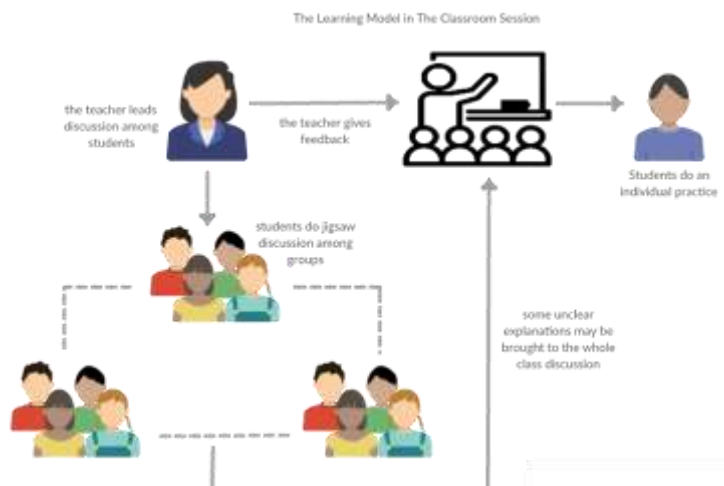 The Learning Model in The Classroom Session
the teacher leads
discussion among
students
the teacher gives
feedback
Students do an
individual practice
students do jigsaw
discussion among
groups
some unclear
explanations may be
brought to the whole
class discussion